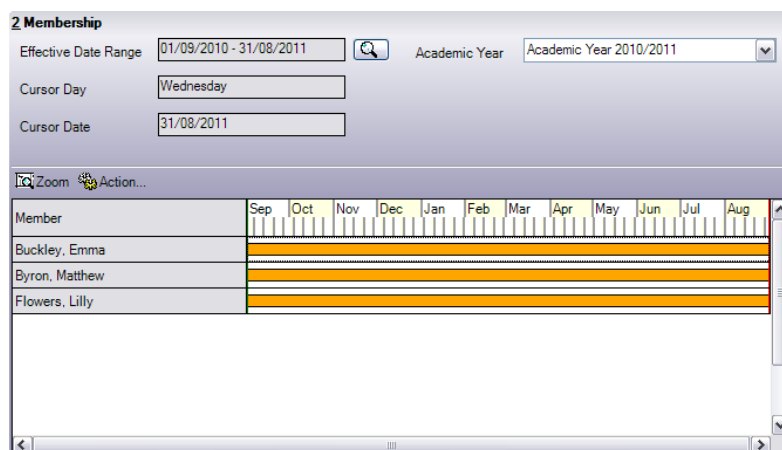 2 Membership
Effective Date Range 01/09/2010 - 31/08/2011 Academic Year Academic Year 2010/2011
Cursor Day Wednesday
Cursor Date 31/08/2011
Zoom Action...
Member Sep Oct Nov Dec Jan Feb Mar Apr May Jun Jul Aug
Buckley, Emma
Byron, Matthew
Flowers, Lilly